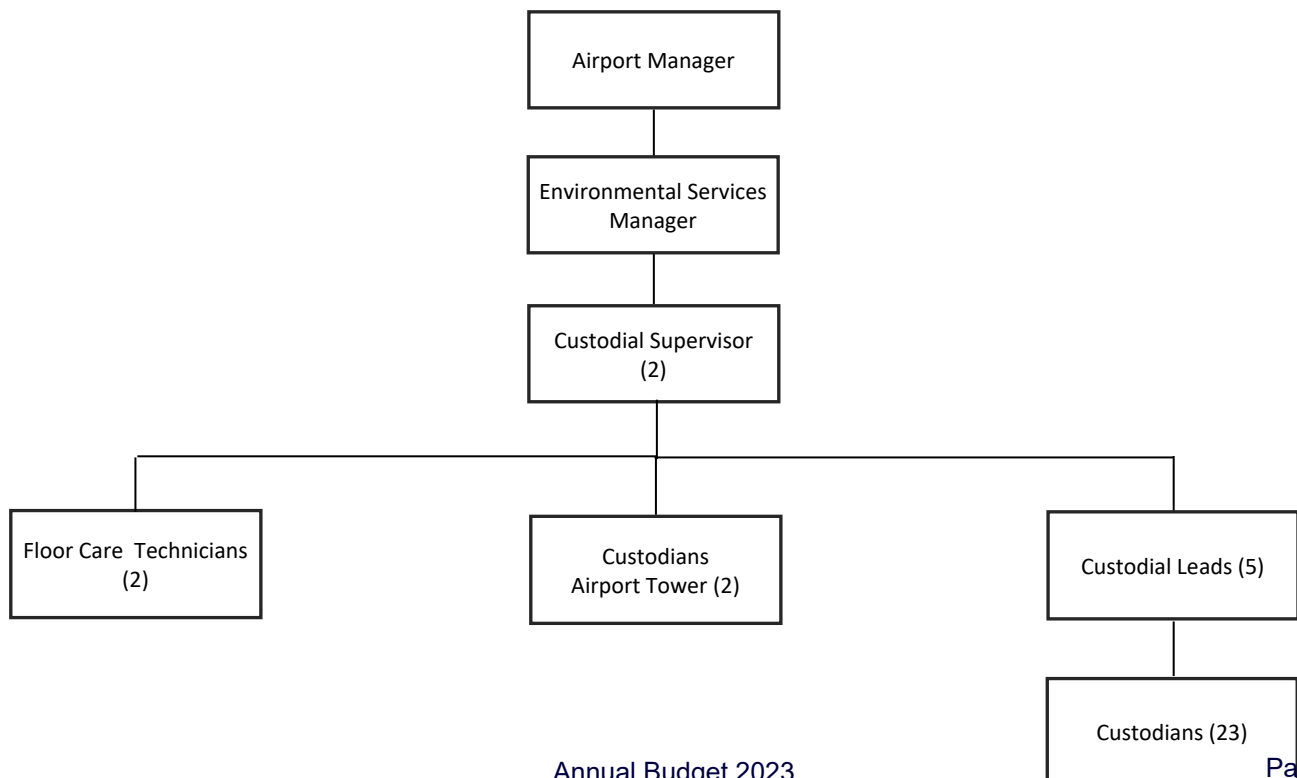 Airport Manager
Environmental Services
Manager
Custodial Supervisor
(2)
Floor Care Technicians
(2)
Custodians
Airport Tower (2)
Custodial Leads (5)
Custodians (23)
Annual Budget 2023